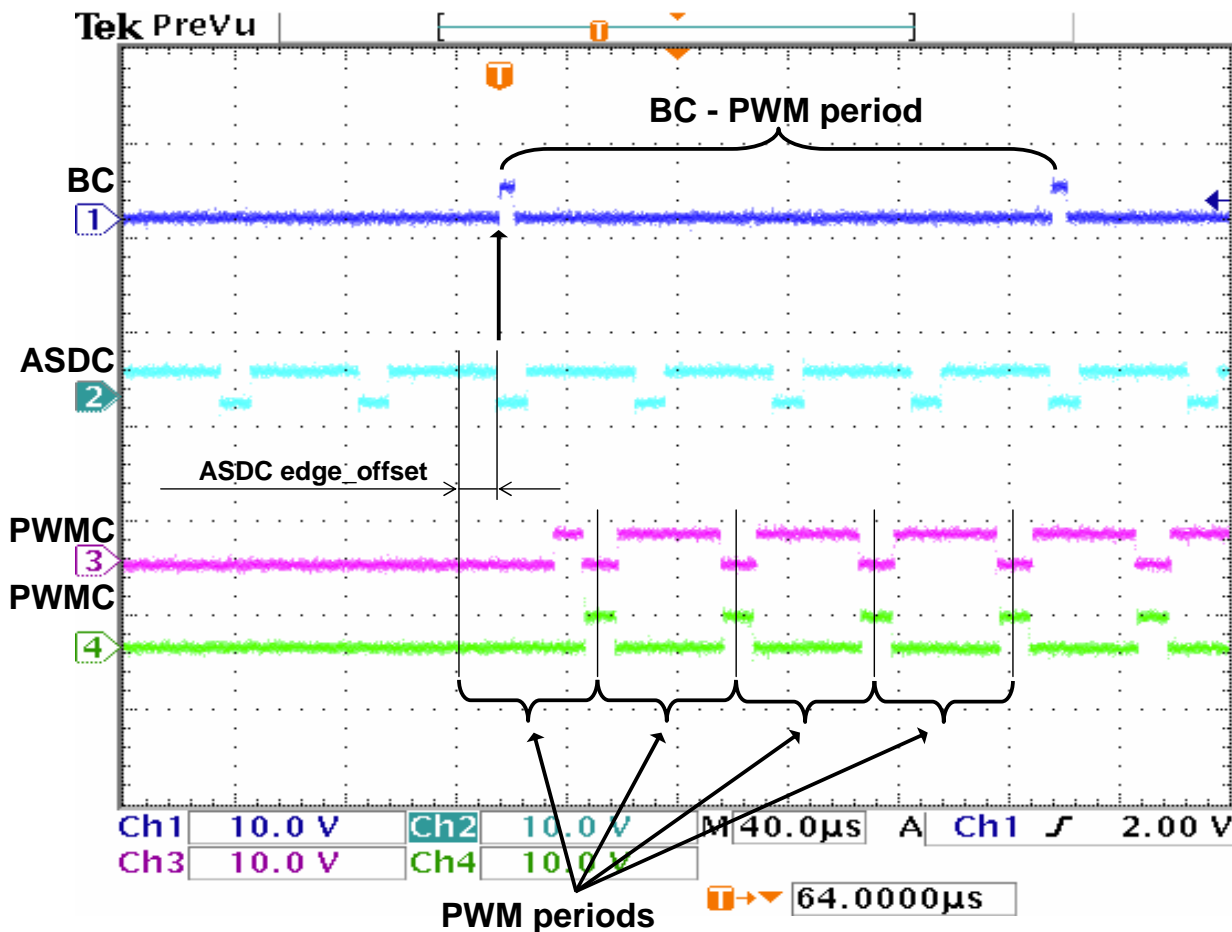 Tek PreVu
T
T
BC - PWM period
BC
1
ASDC
2
ASDC edge_offset
PWMC
3
PWMC
4
Ch1 10.0 V Ch2 10.0 V M 40.0µs A Ch1 2.00 V
Ch3 10.0 V Ch4 10.0 V
T 64.0000µs
PWM periods